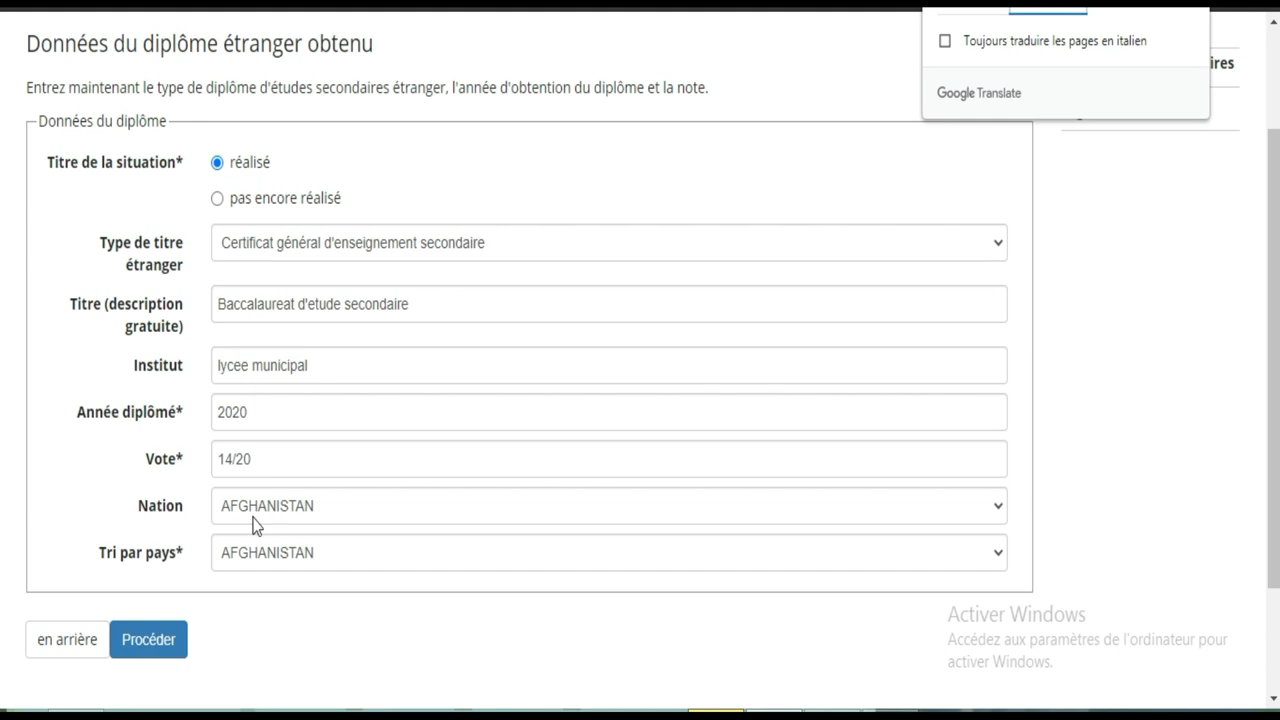 Toujours traduire les pages en italien
Google Translate
ires
Données du diplôme étranger obtenu
Entrez maintenant le type de diplôme d'études secondaires étranger, l'année d'obtention du diplôme et la note.
Données du diplôme
Titre de la situation*
réalisé
pas encore réalisé
Type de titre
étranger
Certificat général d'enseignement secondaire
Titre (description
gratuite)
Baccalaureat d'etude secondaire
Institut
lycee municipal
Année diplômé*
2020
Vote*
14/20
Nation
AFGHANISTAN
Tri par pays*
AFGHANISTAN
en arrière
Procéder
Activer Windows
Accédez aux paramètres de l'ordinateur pour
activer Windows.